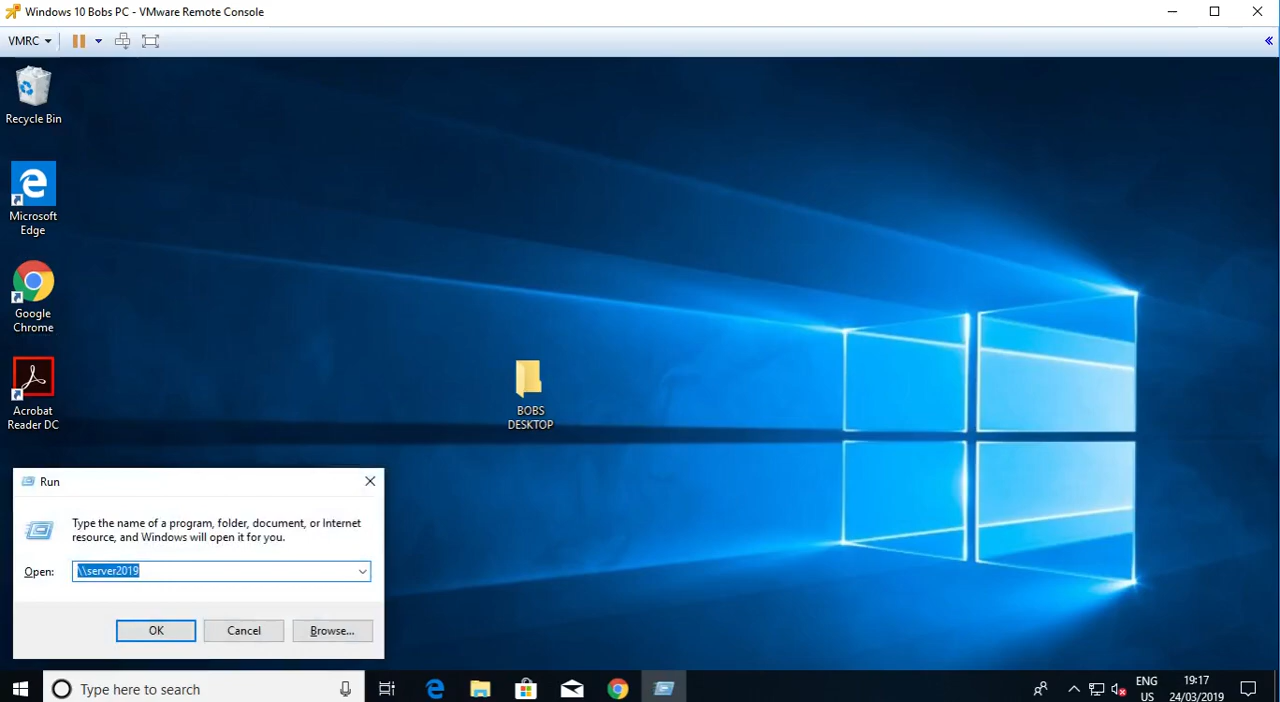 Windows 10 Bobs PC - VMware Remote Console
VMRC
Recycle Bin
Microsoft
Edge
Google
Chrome
Acrobat
Reader DC
BOBS
DESKTOP
Run
Type the name of a program, folder, document, or Internet
resource, and Windows will open it for you.
Open:
\\server2019
OK
Cancel
Browse...
Type here to search
ENG
US
19:17
24/03/2019